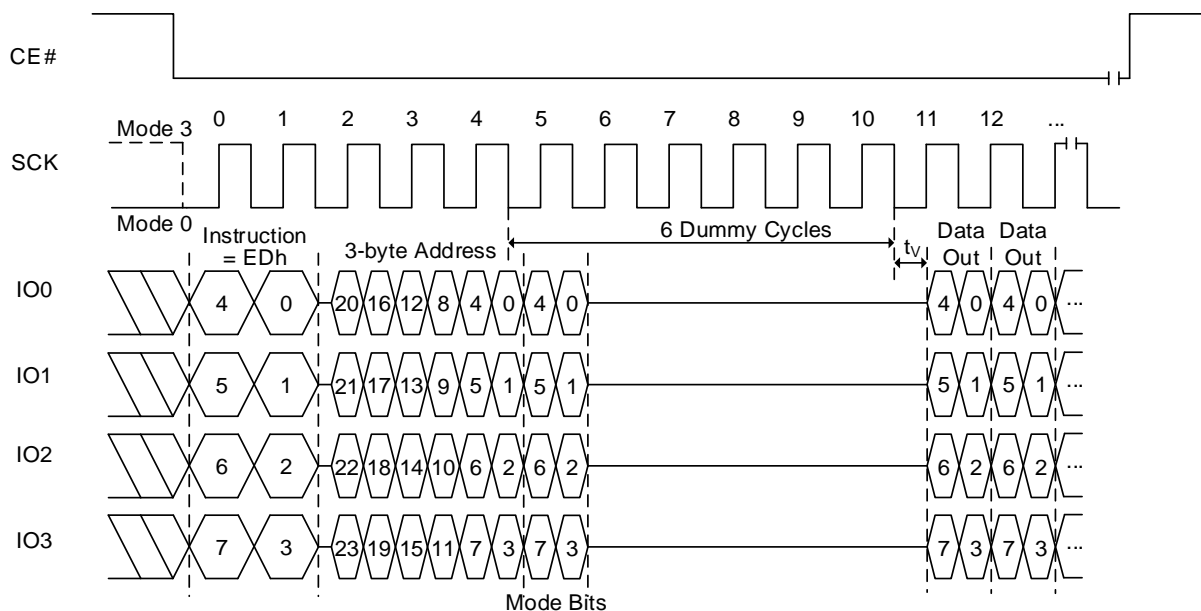 CE#
0 1 2 3 4 5 6 7 8 9 10 11 12 ...
Mode 3
SCK
Mode 0
Instruction
= EDh
3-byte Address
6 Dummy Cycles
tV
Data
Out
Data
Out
IO0 4 0 20 16 12 8 4 0 4 0 4 0 4 0 ...
IO1 5 1 21 17 13 9 5 1 5 1 5 1 5 1 ...
IO2 6 2 22 18 14 10 6 2 6 2 6 2 6 2 ...
IO3 7 3 23 19 15 11 7 3 7 3 7 3 7 3 ...
Mode Bits